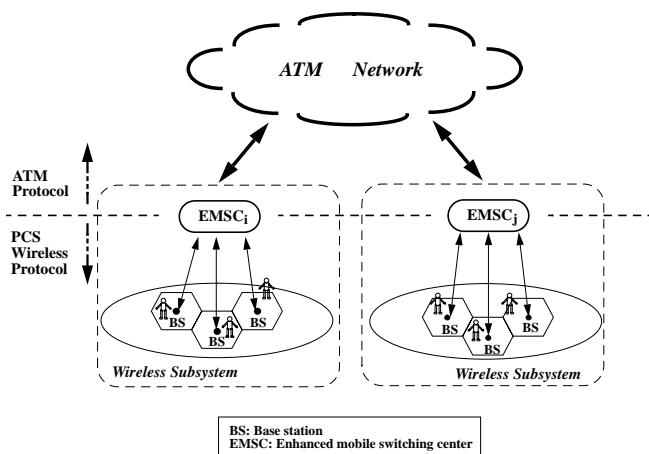 ATM Network
ATM
Protocol
PCS
Wireless
Protocol
EMSCi
BS
BS
BS
Wireless Subsystem
EMSCj
BS
BS
BS
Wireless Subsystem
BS: Base station
EMSC: Enhanced mobile switching center